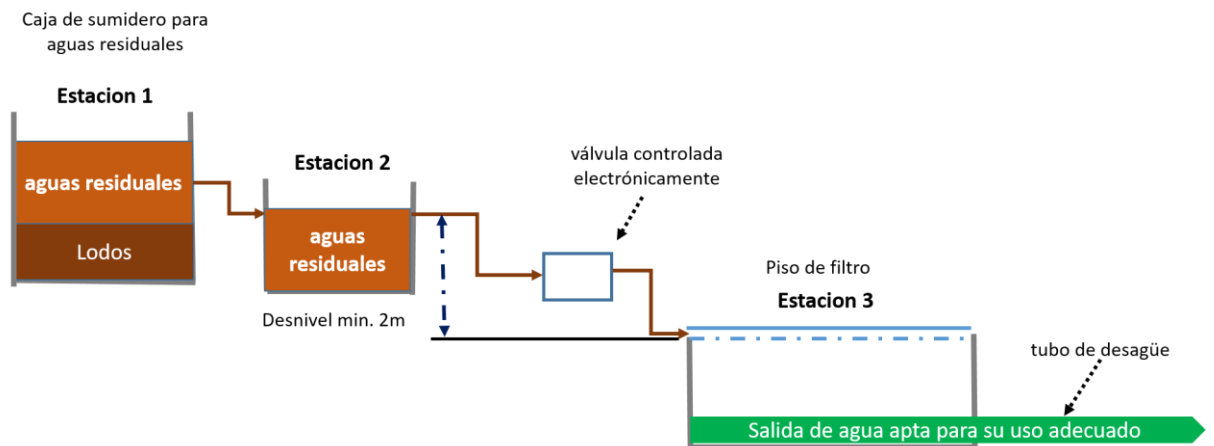 Caja de sumidero para
aguas residuales
Estacion 1
aguas residuales
Lodos
Estacion 2
aguas
residuales
Desnivel min. 2m
válvula controlada
electrónicamente
Piso de filtro
Estacion 3
tubo de desagüe
Salida de agua apta para su uso adecuado